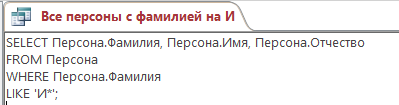 Все персоны с фамилией на И
SELECT Персона.Фамилия, Персона.Имя, Персона.Отчество
FROM Персона
WHERE Персона.Фамилия
LIKE 'И*';